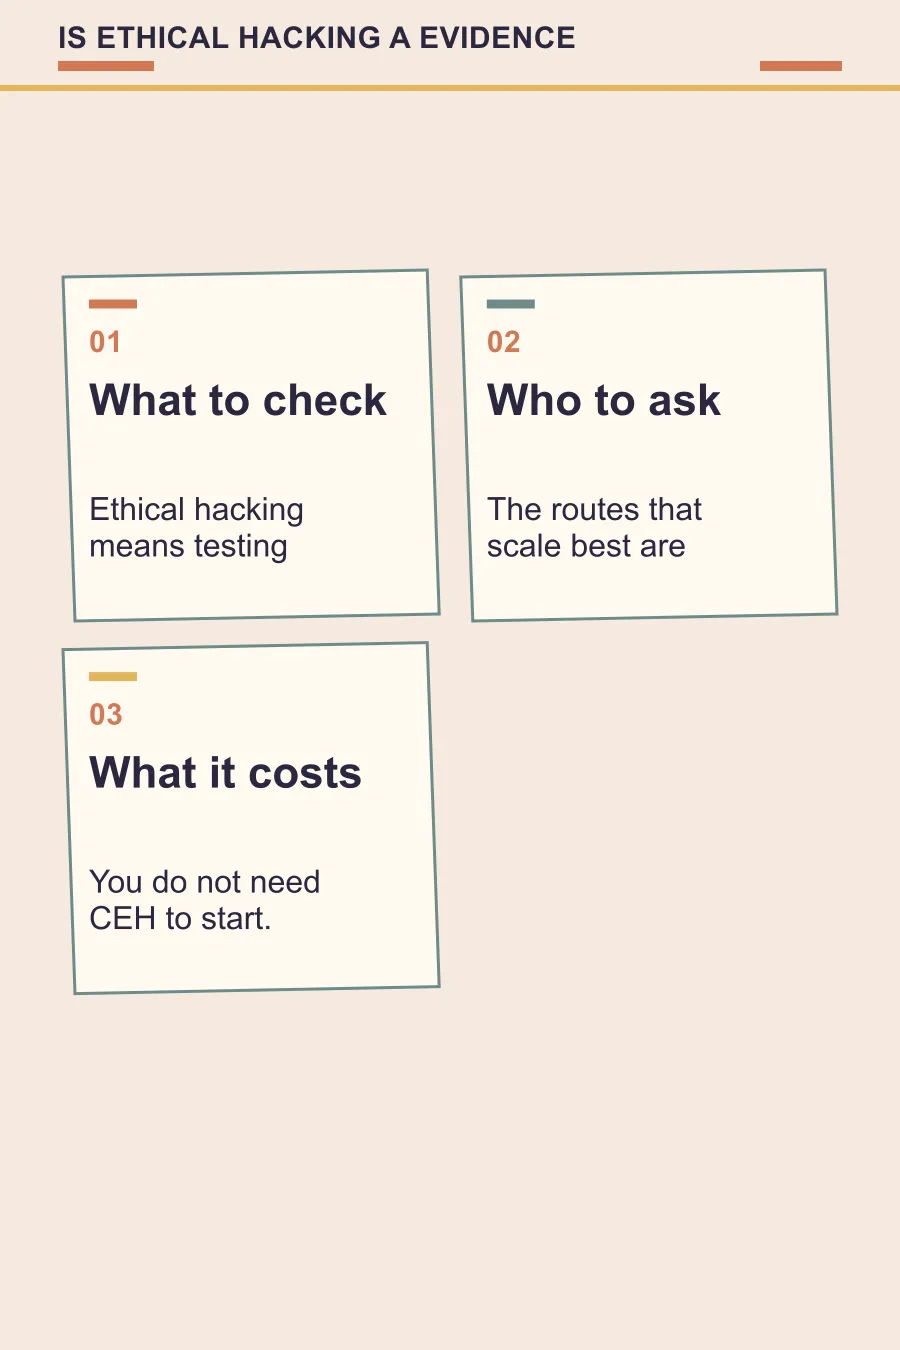 IS ETHICAL HACKING A EVIDENCE
01
What to check
Ethical hacking
means testing
02
Who to ask
The routes that
scale best are
03
What it costs
You do not need
CEH to start.